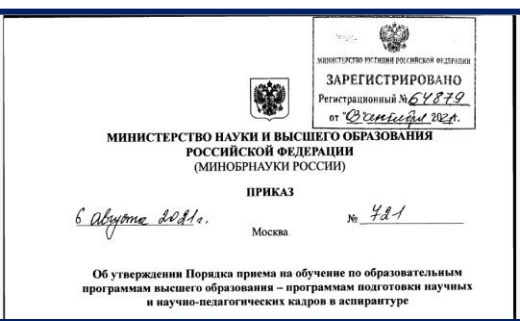 МИНИСТЕРСТВО ЮСТИЦИИ РОССИЙСКОЙ ФЕДЕРАЦИИ
ЗАРЕГИСТРИРОВАНО
Регистрационный № 64879
от "03 сентября 2021г.
МИНИСТЕРСТВО НАУКИ И ВЫСШЕГО ОБРАЗОВАНИЯ
РОССИЙСКОЙ ФЕДЕРАЦИИ
(МИНОБРНАУКИ РОССИИ)
ПРИКАЗ
6 августа 2021г. № 721
Москва
Об утверждении Порядка приема на обучение по образовательным
программам высшего образования – программам подготовки научных
и научно-педагогических кадров в аспирантуре